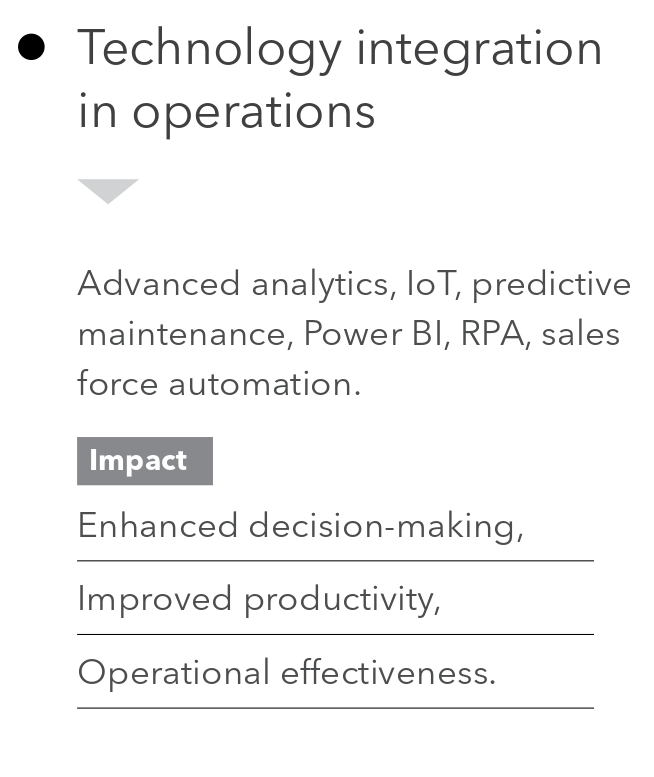 Technology integration
in operations
Advanced analytics, IoT, predictive
maintenance, Power BI, RPA, sales
force automation.
Impact
Enhanced decision-making,
Improved productivity,
Operational effectiveness.